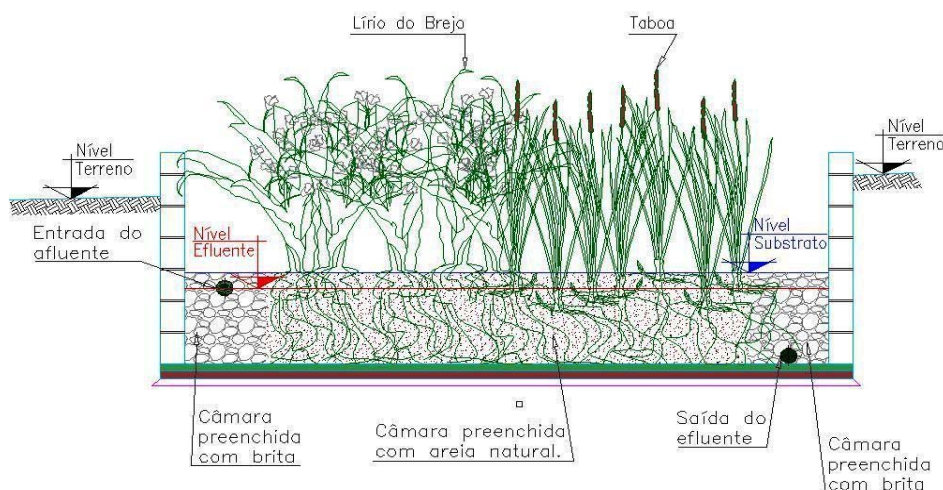 Lírio do Brejo
Taboa
Nível
Terreno
Nível
Terreno
Entrada do
afluente
Nível
Efluente
Nível
Substrato
Câmara
preenchida
com brita
Câmara preenchida
com areia natural.
Saída do
efluente
Câmara
preenchida
com brita